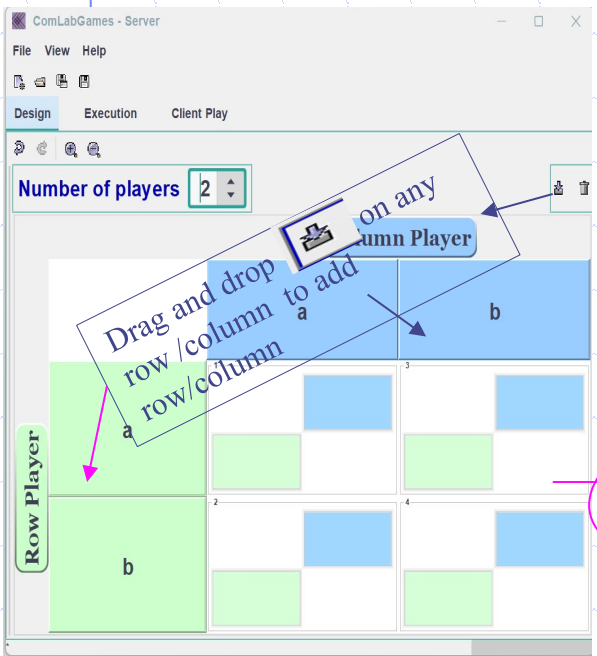 ComLabGames - Server
File View Help
Design Execution Client Play
Number of players 2
umn Player
Drag and drop on any
row /column to add
row/column
a b
Row Player
a
3
b
2 4